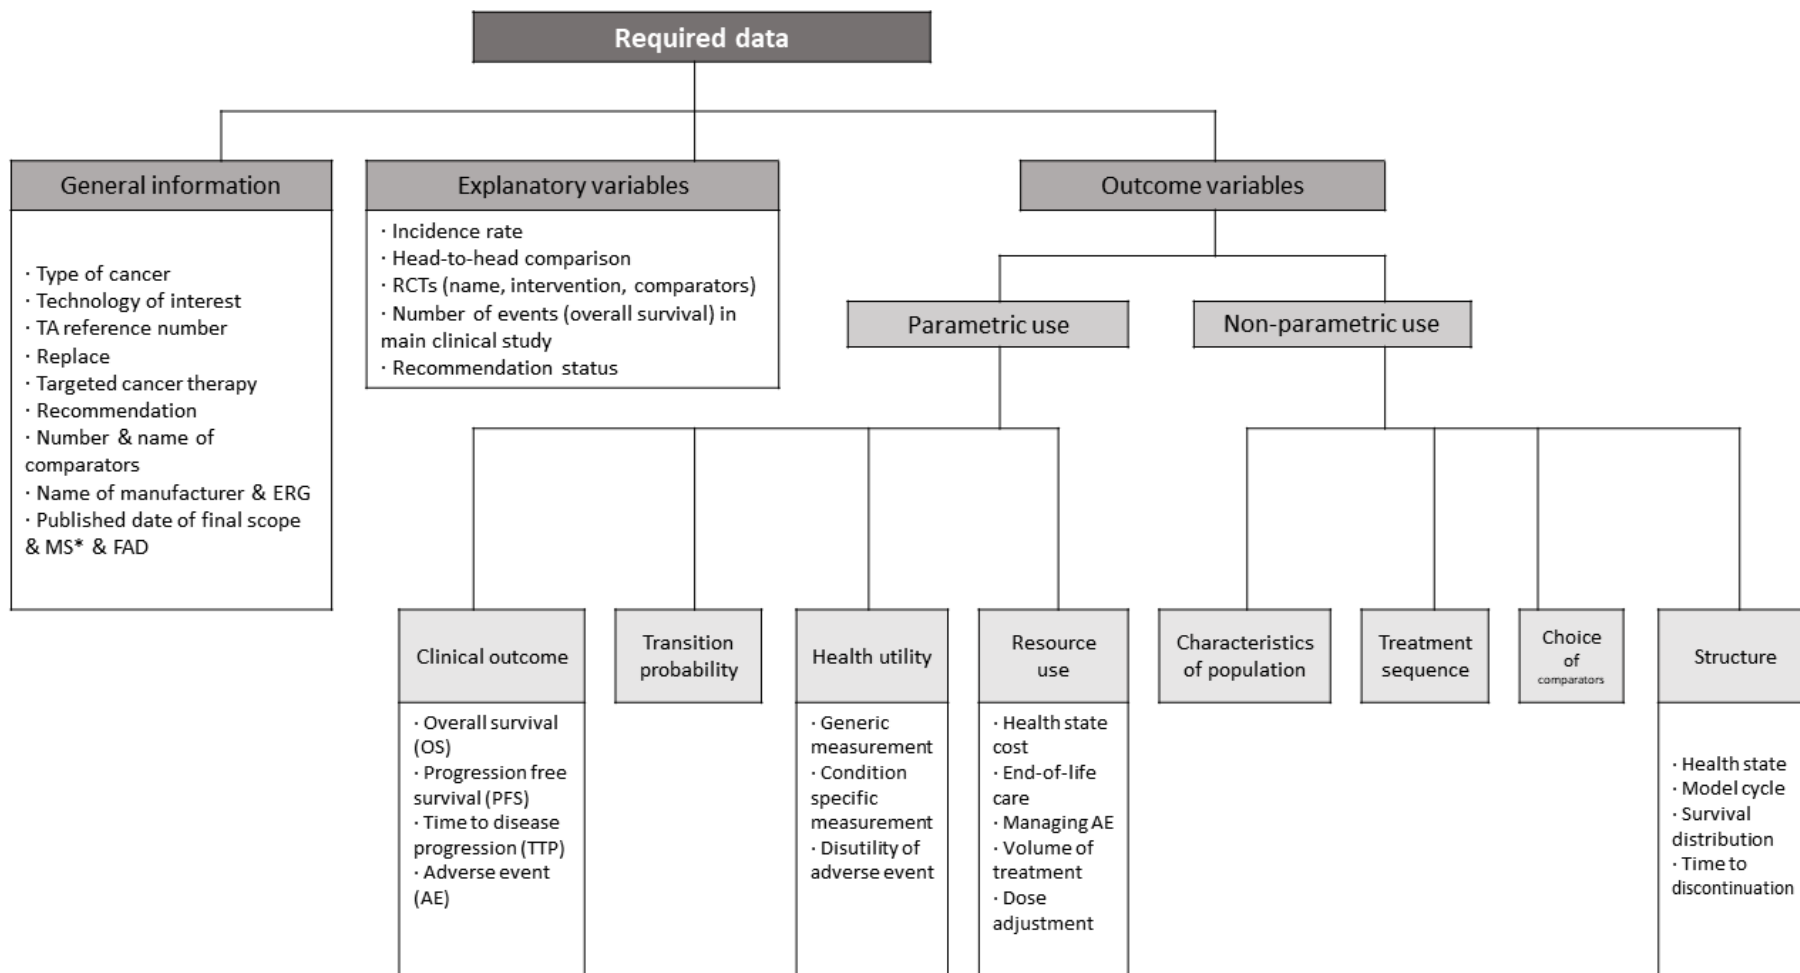 Required data
General information
· Type of cancer
· Technology of interest
· TA reference number
· Replace
· Targeted cancer therapy
· Recommendation
· Number & name of
comparators
· Name of manufacturer & ERG
· Published date of final scope
& MS* & FAD
Explanatory variables
· Incidence rate
· Head-to-head comparison
· RCTs (name, intervention, comparators)
· Number of events (overall survival) in
main clinical study
· Recommendation status
Outcome variables
Parametric use
Non-parametric use
Clinical outcome
· Overall survival
(OS)
· Progression free
survival (PFS)
· Time to disease
progression (TTP)
· Adverse event
(AE)
Transition
probability
Health utility
· Generic
measurement
· Condition
specific
measurement
· Disutility of
adverse event
Resource
use
· Health state
cost
· End-of-life
care
· Managing AE
· Volume of
treatment
· Dose
adjustment
Characteristics
of population
Treatment
sequence
Choice
of
comparators
Structure
· Health state
· Model cycle
· Survival
distribution
· Time to
discontinuation